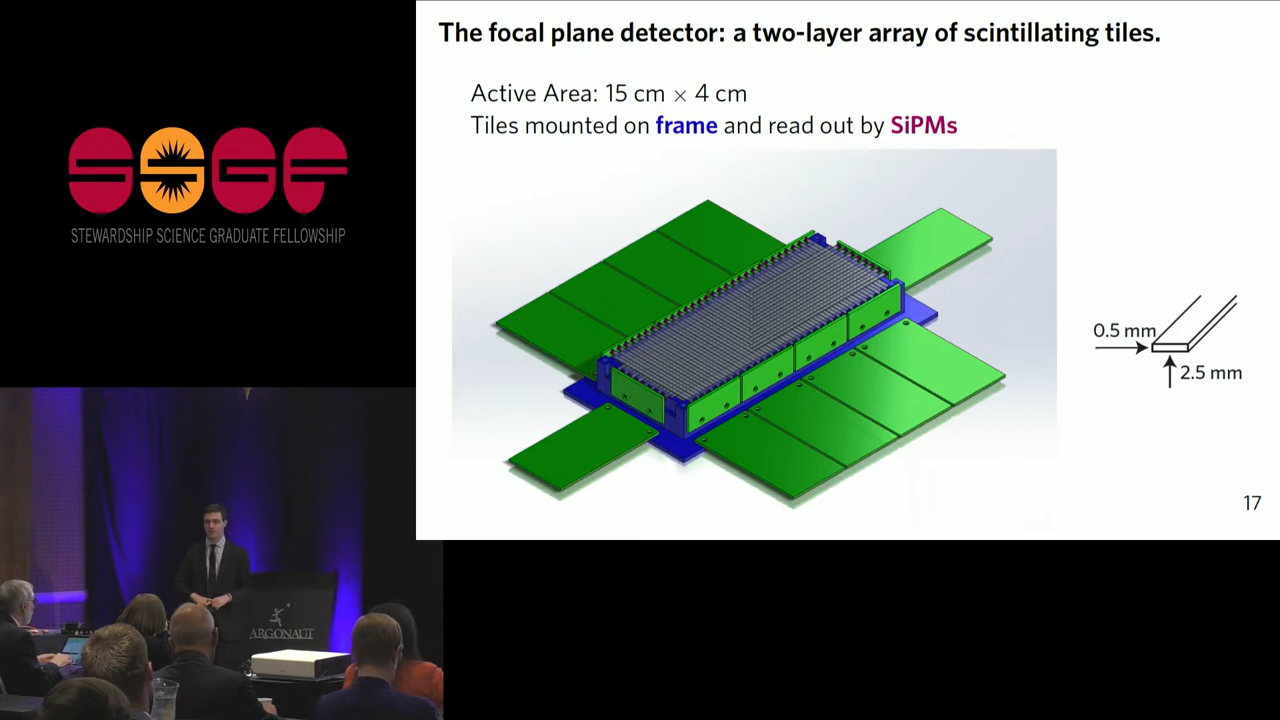 The focal plane detector: a two-layer array of scintillating tiles.
Active Area: 15 cm × 4 cm
Tiles mounted on frame and read out by SiPMs
SSGF
STEWARDSHIP SCIENCE GRADUATE FELLOWSHIP
0.5 mm
2.5 mm
17
ARGONAUT